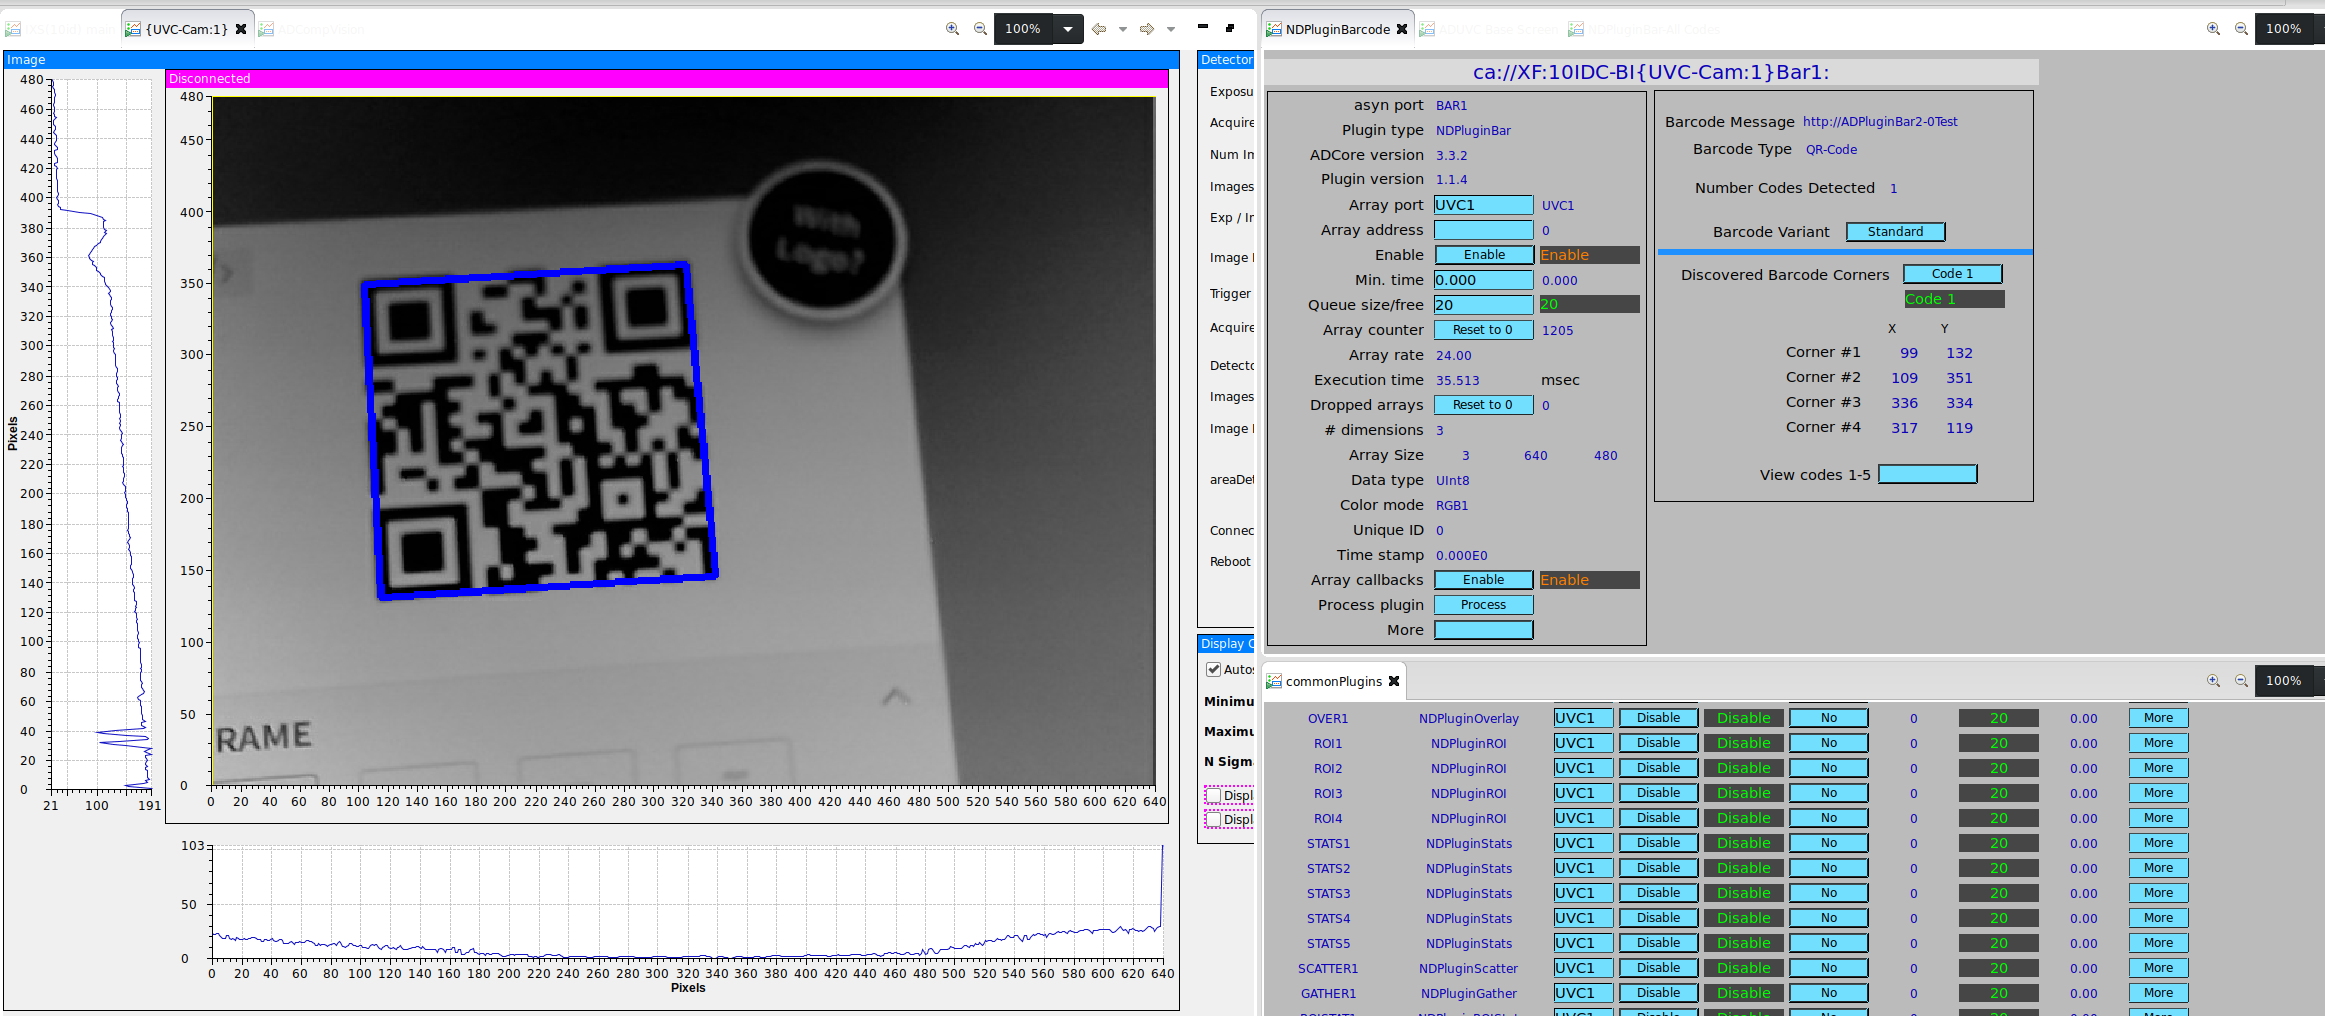 {UVC-Cam:1}
ADCompVision
100%
Image
Disconnected
480
460
440
420
400
380
360
340
320
300
280
260
240
220
200
180
160
140
120
100
80
60
40
20
0
Pixels
21 100 191
480
450
400
350
300
250
200
150
100
50
0
With
Logo?
RAME
0 20 40 60 80 100 120 140 160 180 200 220 240 260 280 300 320 340 360 380 400 420 440 460 480 500 520 540 560 580 600 620 640
103
50
0
0 20 40 60 80 100 120 140 160 180 200 220 240 260 280 300 320 340 360 380 400 420 440 460 480 500 520 540 560 580 600 620 640
Pixels
Detector
Exposu
Acquire
Num Im
Images
Exp / Ir
Image
Trigger
Acquire
Detecto
Images
Image
areaDet
Connec
Reboot
Display C
Autos
Minimu
Maximu
N Sigm
Displ
Displ
NDPluginBarcode
ADUVC Base Screen
NDPluginBar-All Codes
100%
ca://XF:10IDC-BI{UVC-Cam:1}Bar1:
asyn port BAR1
Plugin type NDPluginBar
ADCore version 3.3.2
Plugin version 1.1.4
Array port UVC1 UVC1
Array address 0
Enable Enable Enable
Min. time 0.000 0.000
Queue size/free 20 20
Array counter Reset to 0 1205
Array rate 24.00
Execution time 35.513 msec
Dropped arrays Reset to 0 0
# dimensions 3
Array Size 3 640 480
Data type UInt8
Color mode RGB1
Unique ID 0
Time stamp 0.000E0
Array callbacks Enable Enable
Process plugin Process
More
Barcode Message http://ADPluginBar2-0Test
Barcode Type QR-Code
Number Codes Detected 1
Barcode Variant Standard
Discovered Barcode Corners Code 1
Code 1
X Y
Corner #1 99 132
Corner #2 109 351
Corner #3 336 334
Corner #4 317 119
View codes 1-5
commonPlugins
100%
OVER1 NDPluginOverlay UVC1 Disable Disable No 0 20 0.00 More
ROI1 NDPluginROI UVC1 Disable Disable No 0 20 0.00 More
ROI2 NDPluginROI UVC1 Disable Disable No 0 20 0.00 More
ROI3 NDPluginROI UVC1 Disable Disable No 0 20 0.00 More
ROI4 NDPluginROI UVC1 Disable Disable No 0 20 0.00 More
STATS1 NDPluginStats UVC1 Disable Disable No 0 20 0.00 More
STATS2 NDPluginStats UVC1 Disable Disable No 0 20 0.00 More
STATS3 NDPluginStats UVC1 Disable Disable No 0 20 0.00 More
STATS4 NDPluginStats UVC1 Disable Disable No 0 20 0.00 More
STATS5 NDPluginStats UVC1 Disable Disable No 0 20 0.00 More
SCATTER1 NDPluginScatter UVC1 Disable Disable No 0 20 0.00 More
GATHER1 NDPluginGather UVC1 Disable Disable No 0 20 0.00 More